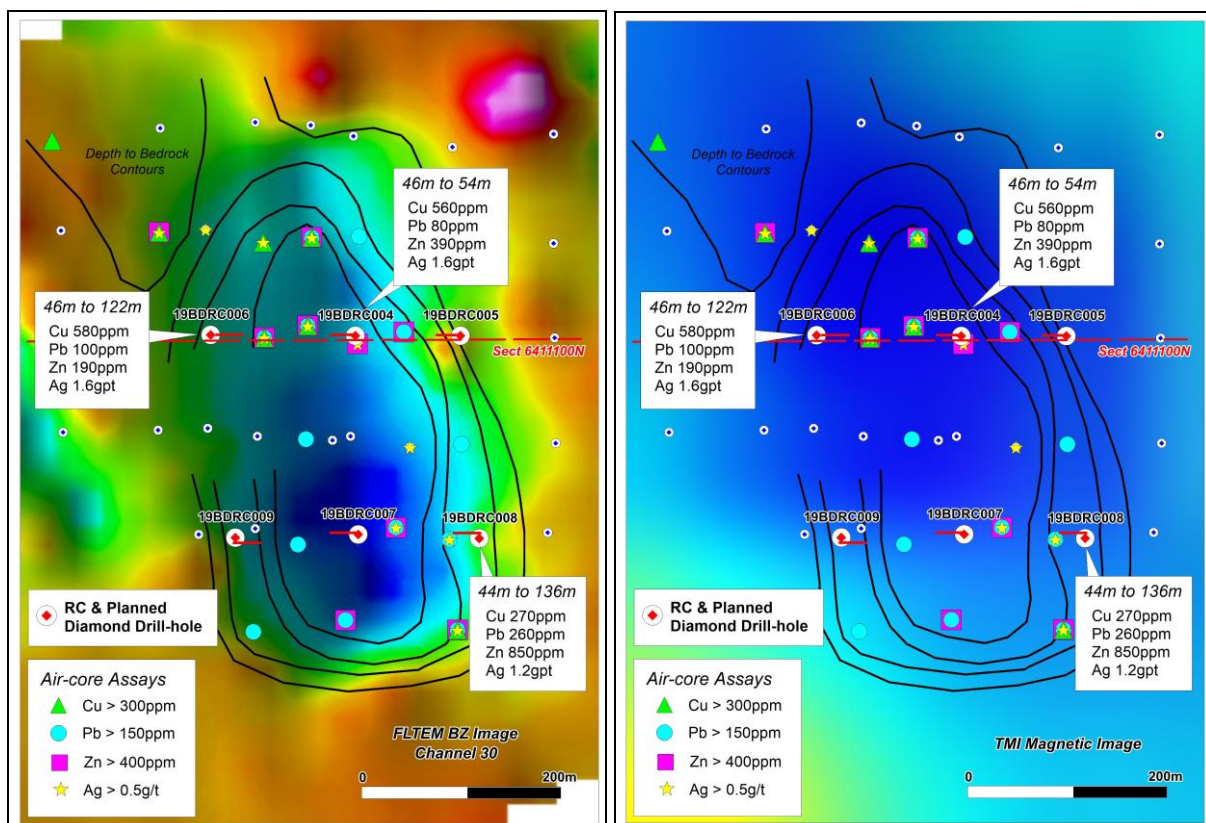 Depth to Bedrock
Contours
46m to 54m
Cu 560ppm
Pb 80ppm
Zn 390ppm
Ag 1.6gpt
46m to 122m
Cu 580ppm
Pb 100ppm
Zn 190ppm
Ag 1.6gpt
19BDRC006
19BDRC004
19BDRC005
Sect 6411100N
19BDRC009
19BDRC007
19BDRC008
44m to 136m
Cu 270ppm
Pb 260ppm
Zn 850ppm
Ag 1.2gpt
RC & Planned
Diamond Drill-hole
Air-core Assays
Cu > 300ppm
Pb > 150ppm
Zn > 400ppm
Ag > 0.5g/t
FLTEM BZ Image
Channel 30
0 200m
Depth to Bedrock
Contours
46m to 54m
Cu 560ppm
Pb 80ppm
Zn 390ppm
Ag 1.6gpt
46m to 122m
Cu 580ppm
Pb 100ppm
Zn 190ppm
Ag 1.6gpt
19BDRC006
19BDRC004
19BDRC005
Sect 6411100N
19BDRC009
19BDRC007
19BDRC008
44m to 136m
Cu 270ppm
Pb 260ppm
Zn 850ppm
Ag 1.2gpt
RC & Planned
Diamond Drill-hole
Air-core Assays
Cu > 300ppm
Pb > 150ppm
Zn > 400ppm
Ag > 0.5g/t
TMI Magnetic Image
0 200m